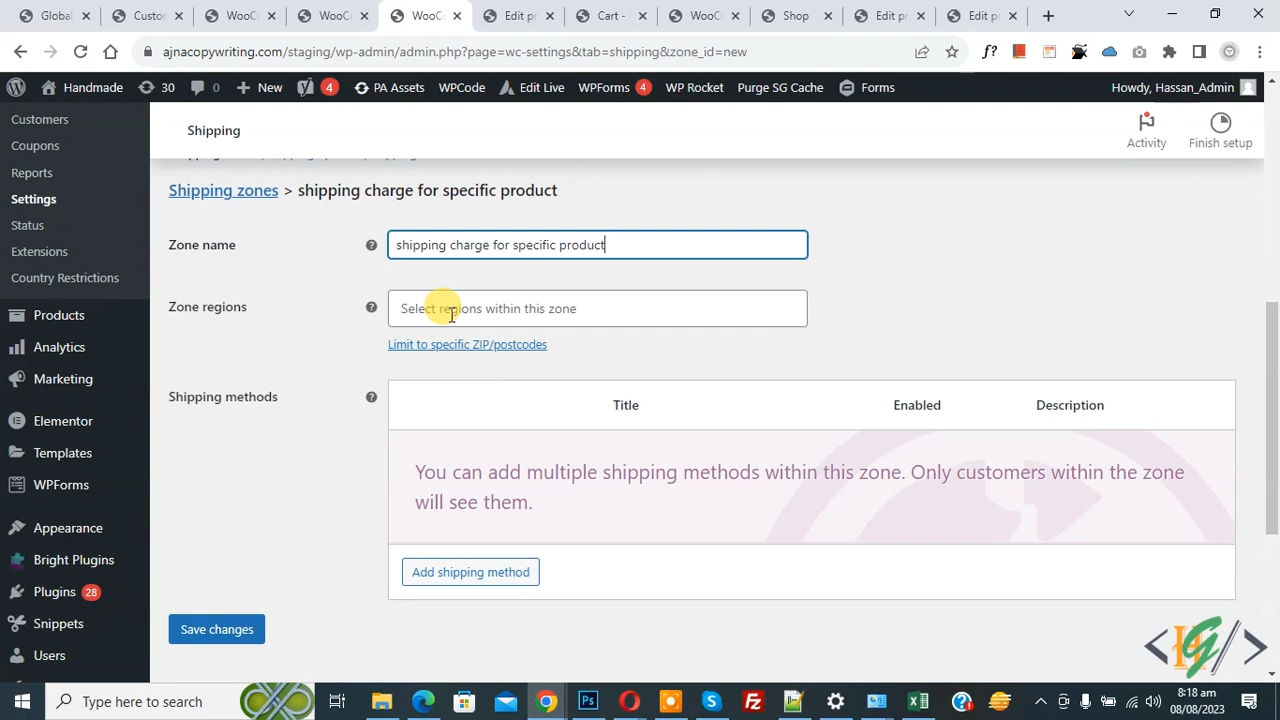 Global
Custor
WooC
WooC
WooC
Edit pr
Cart -
WooC
Shop
Edit pr
Edit pr
ajnacopywriting.com/staging/wp-admin/admin.php?page=wc-settings&tab=shipping&zone_id=new
f?
Handmade
30
0
New
4
PA Assets
WPCode
Edit Live
WPForms
4
WP Rocket
Purge SG Cache
Forms
Howdy, Hassan_Admin
Customers
Coupons
Reports
Settings
Status
Extensions
Country Restrictions
Products
Analytics
Marketing
Elementor
Templates
WPForms
Appearance
Bright Plugins
Plugins 28
Snippets
Users
Shipping
Activity
Finish setup
Shipping zones > shipping charge for specific product
Zone name
shipping charge for specific product
Zone regions
Select regions within this zone
Limit to specific ZIP/postcodes
Shipping methods
Title
Enabled
Description
You can add multiple shipping methods within this zone. Only customers within the zone
will see them.
Add shipping method
Save changes
<HG/>
Type here to search
8:18 am
08/08/2023